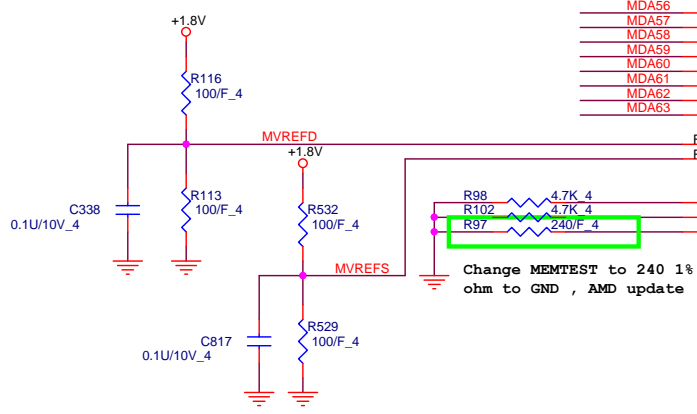 MDA56
MDA57
MDA58
MDA59
MDA60
MDA61
MDA62
MDA63
+1.8V
R116
100/F_4
MVREFD
+1.8V
C338
0.1U/10V_4
R113
100/F_4
R532
100/F_4
R98 4.7K_4
R102 4.7K_4
R97 240/F_4
MVREFS
Change MEMTEST to 240 1%
ohm to GND , AMD update
C817
0.1U/10V_4
R529
100/F_4